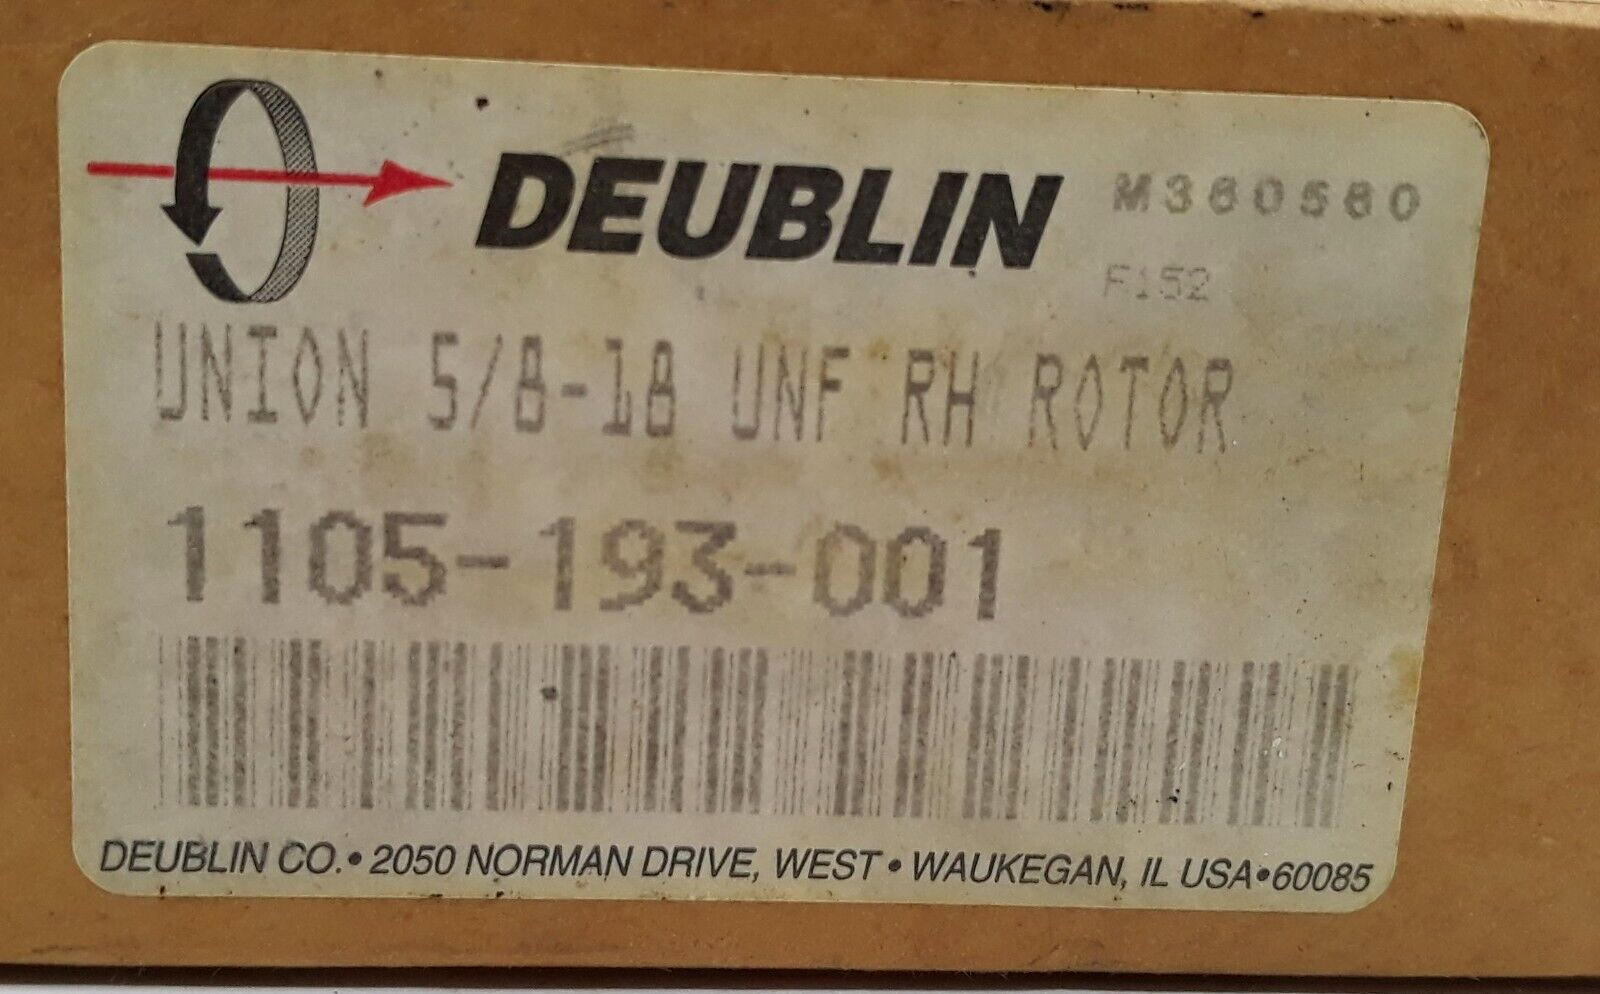 DEUBLIN M360580
F152
UNION 5/8-18 UNF RH ROTOR
1105-193-001
DEUBLIN CO.• 2050 NORMAN DRIVE, WEST • WAUKEGAN, IL USA•60085